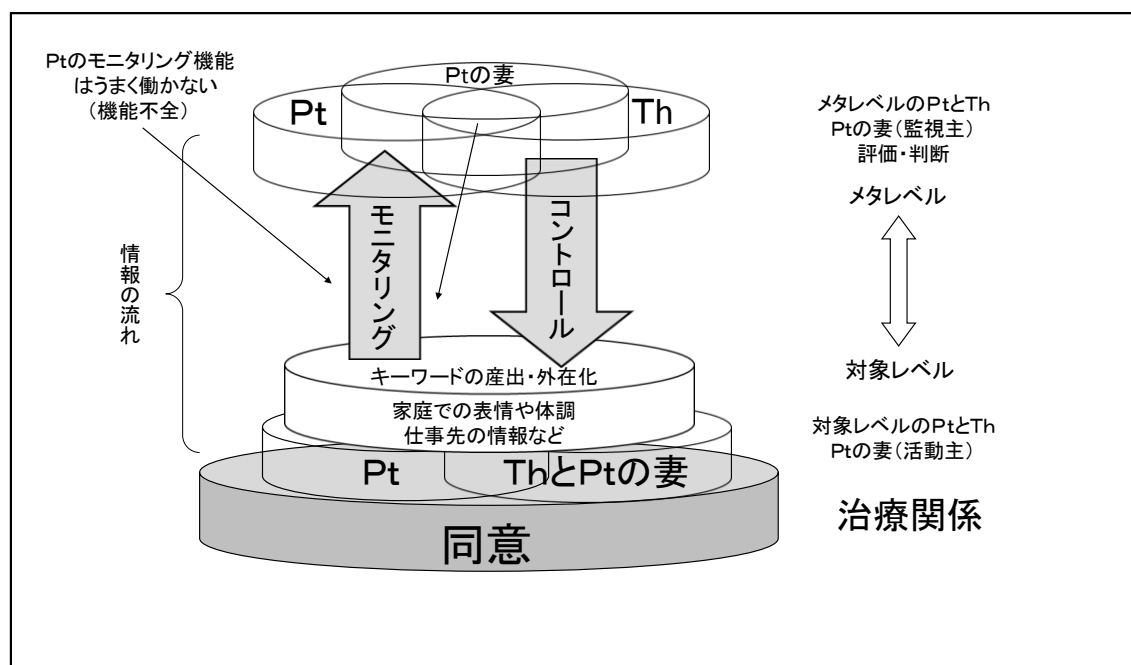 Ptのモニタリング機能
はうまく働かない
（機能不全）
Ptの妻
Pt
Th
メタレベルのPtとTh
Ptの妻（監視主）
評価・判断
メタレベル
モニタリング
コントロール
情報の流れ
キーワードの産出・外在化
対象レベル
家庭での表情や体調
仕事先の情報など
対象レベルのPtとTh
Ptの妻（活動主）
Pt
ThとPtの妻
治療関係
同意